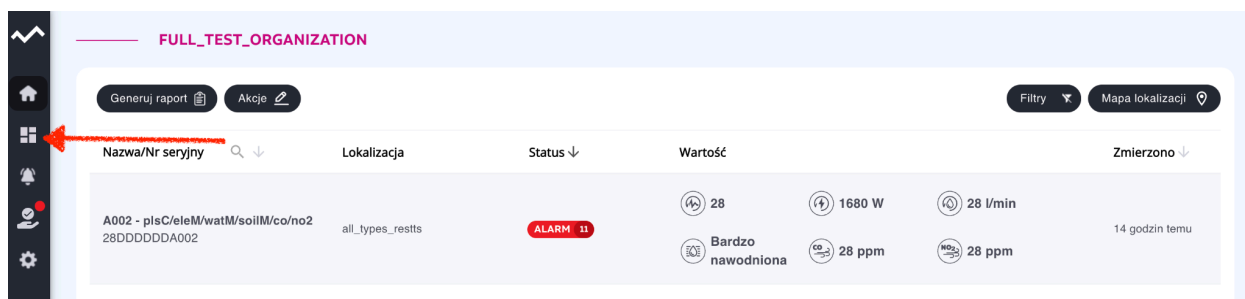 FULL_TEST_ORGANIZATION
Generuj raport Akcje Filtry Mapa lokalizacji
Nazwa/Nr seryjny Lokalizacja Status Wartość Zmierzono
28 1680 W 28 l/min
A002 - plsC/eleM/watM/soilM/co/no2
28DDDDDDA002
all_types_restts
ALARM 11
14 godzin temu
Bardzo
nawodniona
CO 28 ppm NO2 28 ppm